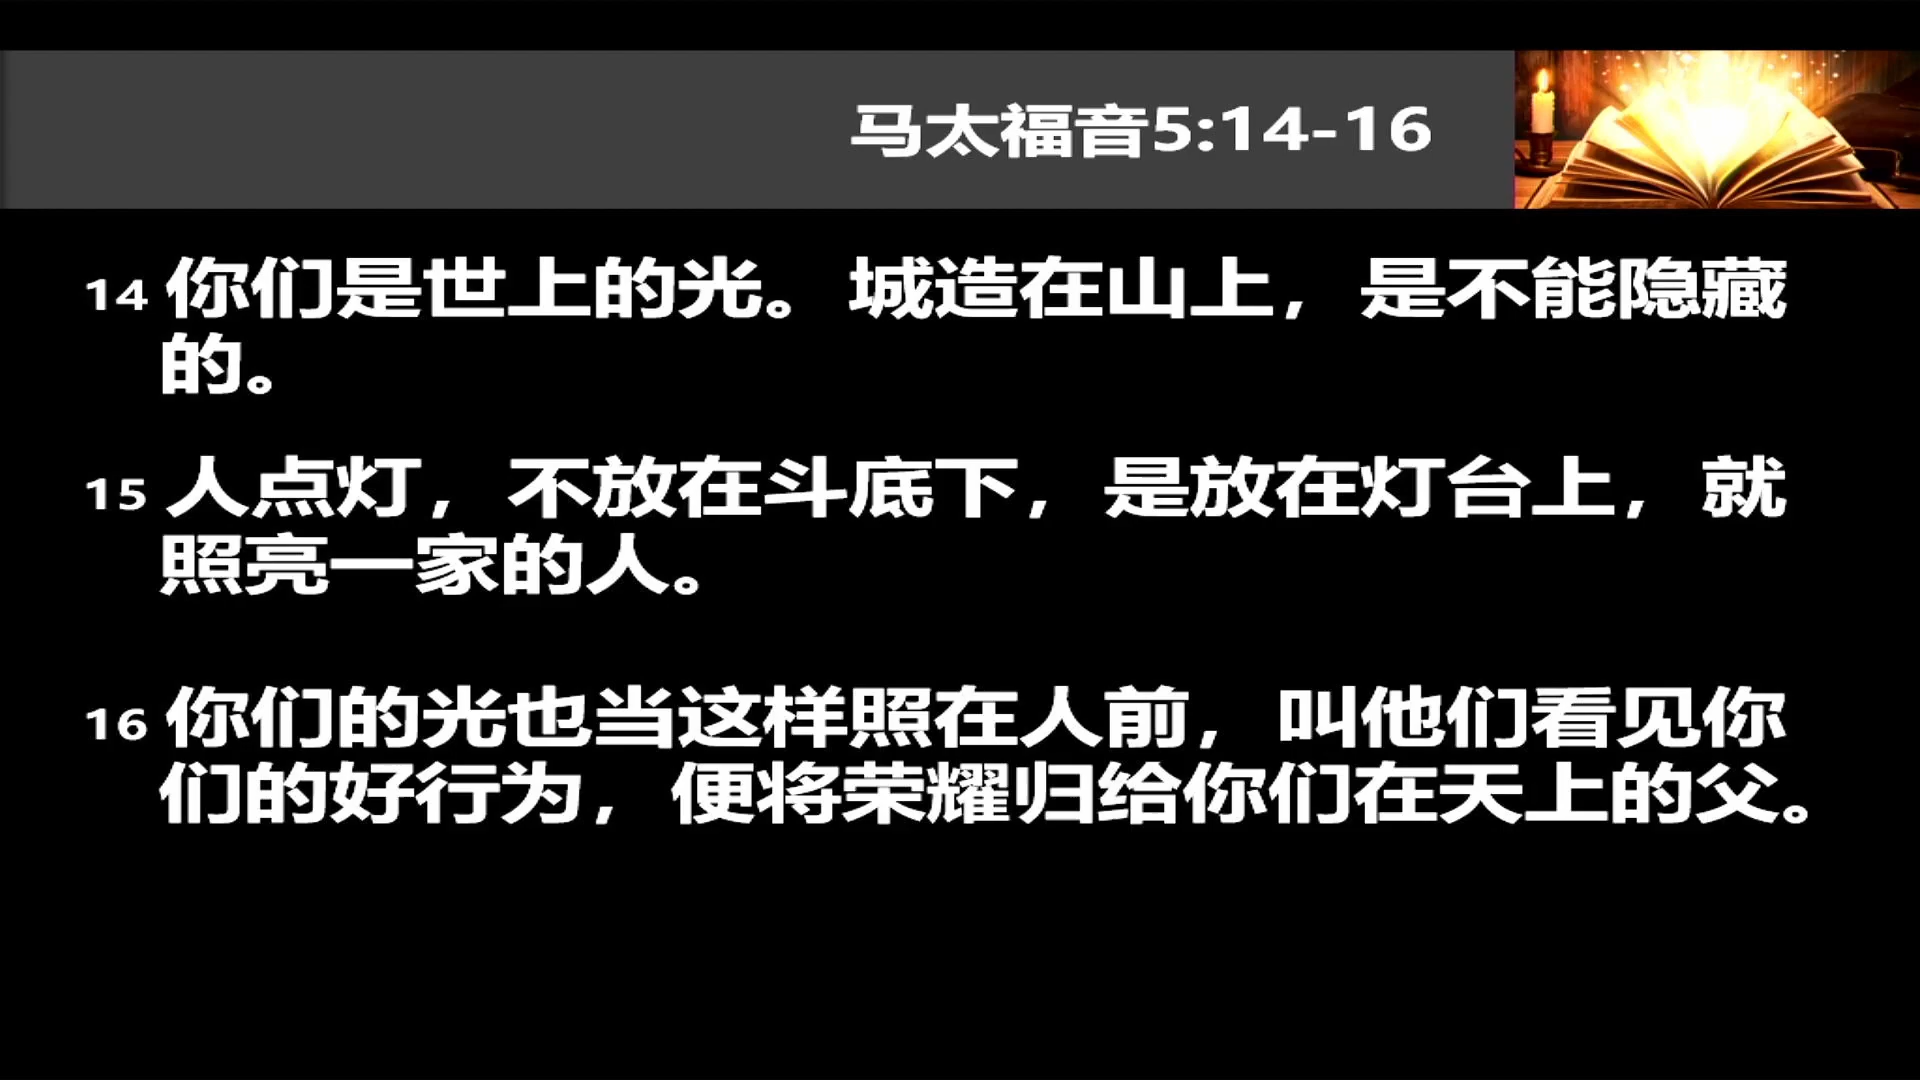 马太福音5:14-16
14 你们是世上的光。城造在山上，是不能隐藏
的。
15 人点灯，不放在斗底下，是放在灯台上，就
照亮一家的人。
16 你们的光也当这样照在人前，叫他们看见你
们的好行为，便将荣耀归给你们在天上的父。